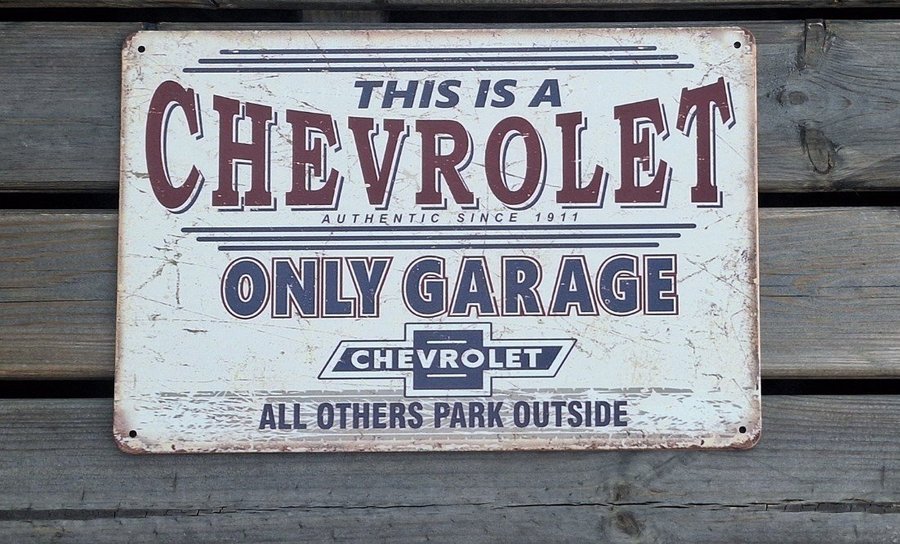 THIS IS A
CHEVROLET
AUTHENTIC SINCE 1911
ONLY GARAGE
CHEVROLET
ALL OTHERS PARK OUTSIDE